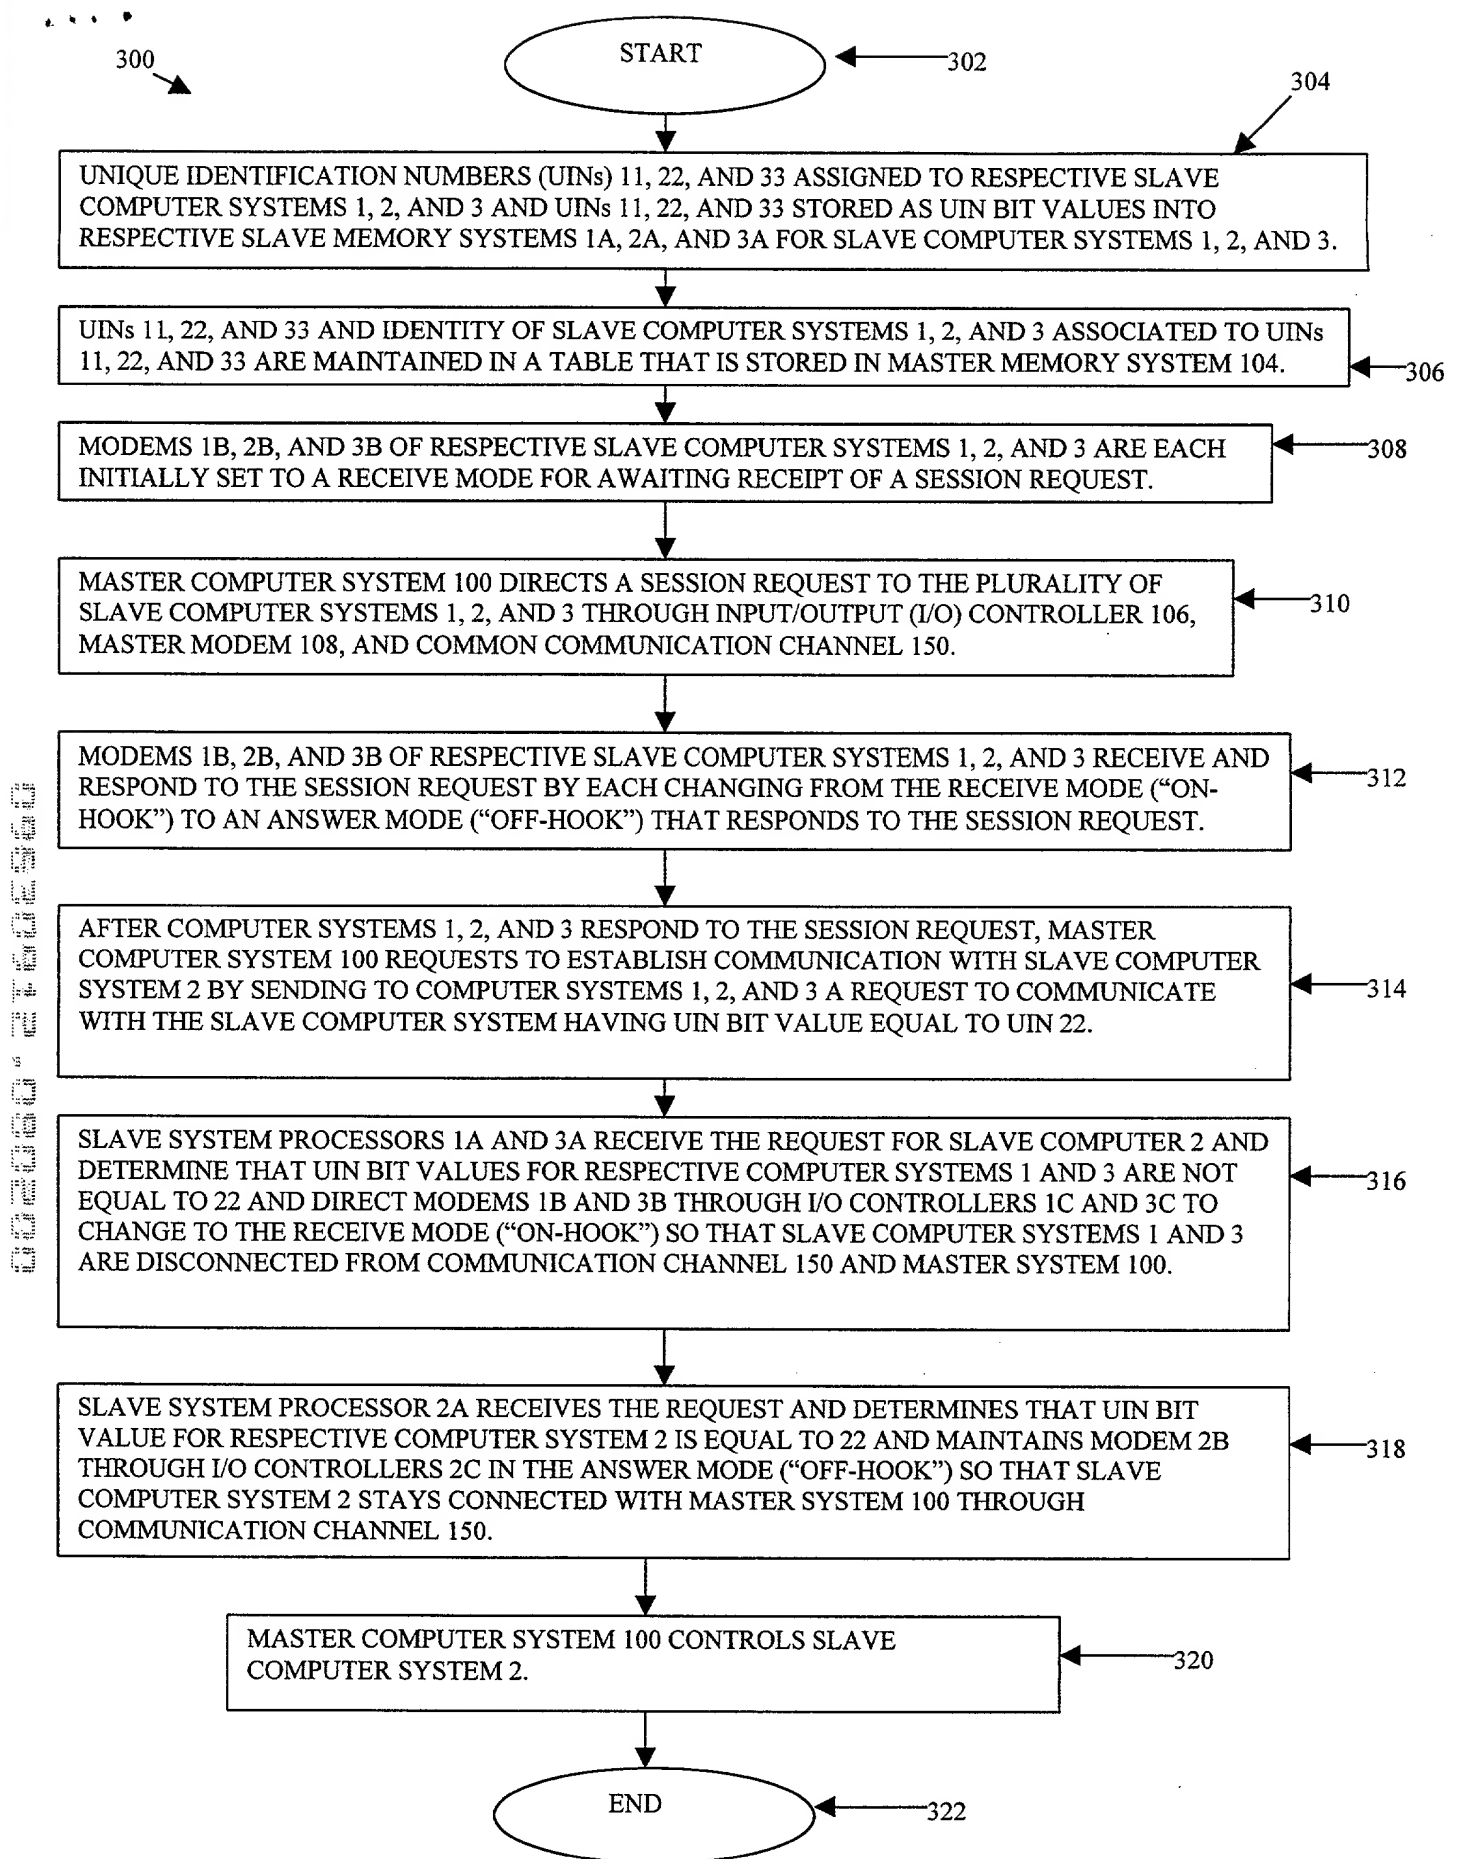 START
300
302
304
UNIQUE IDENTIFICATION NUMBERS (UINs) 11, 22, AND 33 ASSIGNED TO RESPECTIVE SLAVE
COMPUTER SYSTEMS 1, 2, AND 3 AND UINs 11, 22, AND 33 STORED AS UIN BIT VALUES INTO
RESPECTIVE SLAVE MEMORY SYSTEMS 1A, 2A, AND 3A FOR SLAVE COMPUTER SYSTEMS 1, 2, AND 3.
UINs 11, 22, AND 33 AND IDENTITY OF SLAVE COMPUTER SYSTEMS 1, 2, AND 3 ASSOCIATED TO UINs
11, 22, AND 33 ARE MAINTAINED IN A TABLE THAT IS STORED IN MASTER MEMORY SYSTEM 104.
306
MODEMS 1B, 2B, AND 3B OF RESPECTIVE SLAVE COMPUTER SYSTEMS 1, 2, AND 3 ARE EACH
INITIALLY SET TO A RECEIVE MODE FOR AWAITING RECEIPT OF A SESSION REQUEST.
308
MASTER COMPUTER SYSTEM 100 DIRECTS A SESSION REQUEST TO THE PLURALITY OF
SLAVE COMPUTER SYSTEMS 1, 2, AND 3 THROUGH INPUT/OUTPUT (I/O) CONTROLLER 106,
MASTER MODEM 108, AND COMMON COMMUNICATION CHANNEL 150.
310
MODEMS 1B, 2B, AND 3B OF RESPECTIVE SLAVE COMPUTER SYSTEMS 1, 2, AND 3 RECEIVE AND
RESPOND TO THE SESSION REQUEST BY EACH CHANGING FROM THE RECEIVE MODE (“ON-
HOOK”) TO AN ANSWER MODE (“OFF-HOOK”) THAT RESPONDS TO THE SESSION REQUEST.
312
AFTER COMPUTER SYSTEMS 1, 2, AND 3 RESPOND TO THE SESSION REQUEST, MASTER
COMPUTER SYSTEM 100 REQUESTS TO ESTABLISH COMMUNICATION WITH SLAVE COMPUTER
SYSTEM 2 BY SENDING TO COMPUTER SYSTEMS 1, 2, AND 3 A REQUEST TO COMMUNICATE
WITH THE SLAVE COMPUTER SYSTEM HAVING UIN BIT VALUE EQUAL TO UIN 22.
314
SLAVE SYSTEM PROCESSORS 1A AND 3A RECEIVE THE REQUEST FOR SLAVE COMPUTER 2 AND
DETERMINE THAT UIN BIT VALUES FOR RESPECTIVE COMPUTER SYSTEMS 1 AND 3 ARE NOT
EQUAL TO 22 AND DIRECT MODEMS 1B AND 3B THROUGH I/O CONTROLLERS 1C AND 3C TO
CHANGE TO THE RECEIVE MODE (“ON-HOOK”) SO THAT SLAVE COMPUTER SYSTEMS 1 AND 3
ARE DISCONNECTED FROM COMMUNICATION CHANNEL 150 AND MASTER SYSTEM 100.
316
SLAVE SYSTEM PROCESSOR 2A RECEIVES THE REQUEST AND DETERMINES THAT UIN BIT
VALUE FOR RESPECTIVE COMPUTER SYSTEM 2 IS EQUAL TO 22 AND MAINTAINS MODEM 2B
THROUGH I/O CONTROLLERS 2C IN THE ANSWER MODE (“OFF-HOOK”) SO THAT SLAVE
COMPUTER SYSTEM 2 STAYS CONNECTED WITH MASTER SYSTEM 100 THROUGH
COMMUNICATION CHANNEL 150.
318
MASTER COMPUTER SYSTEM 100 CONTROLS SLAVE
COMPUTER SYSTEM 2.
320
END
322